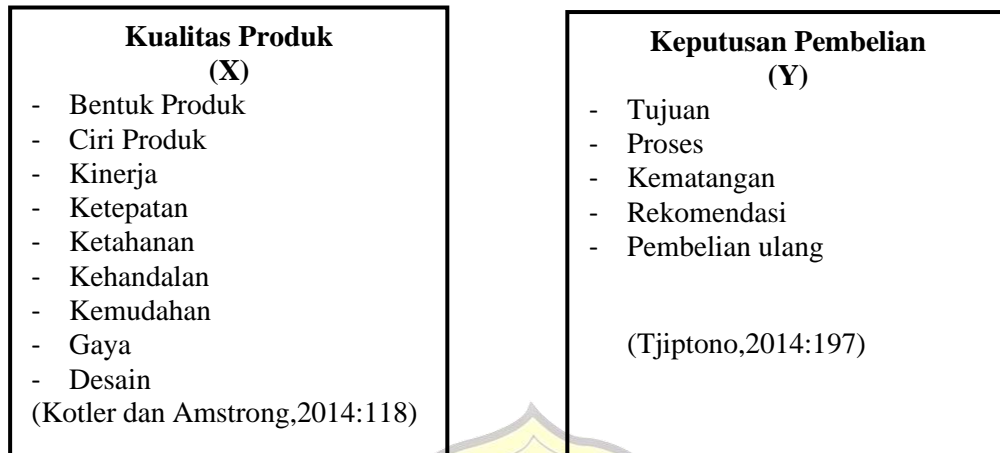 Kualitas Produk
(X)
- Bentuk Produk
- Ciri Produk
- Kinerja
- Ketepatan
- Ketahanan
- Kehandalan
- Kemudahan
- Gaya
- Desain
(Kotler dan Amstrong,2014:118)
Keputusan Pembelian
(Y)
- Tujuan
- Proses
- Kematangan
- Rekomendasi
- Pembelian ulang
(Tjiptono,2014:197)